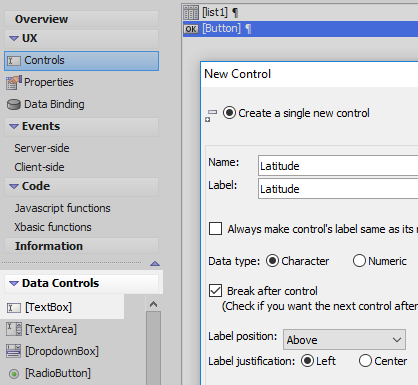 Overview
UX
Controls
Properties
Data Binding
Events
Server-side
Client-side
Code
Javascript functions
Xbasic functions
Information
Data Controls
[TextBox]
[TextArea]
[DropdownBox]
[RadioButton]
[list1] ¶
OK [Button] ¶
New Control
Create a single new control
Name: Latitude
Label: Latitude
Always make control's label same as its
Data type: Character Numeric
Break after control
(Check if you want the next control after
Label position: Above
Label justification: Left Center